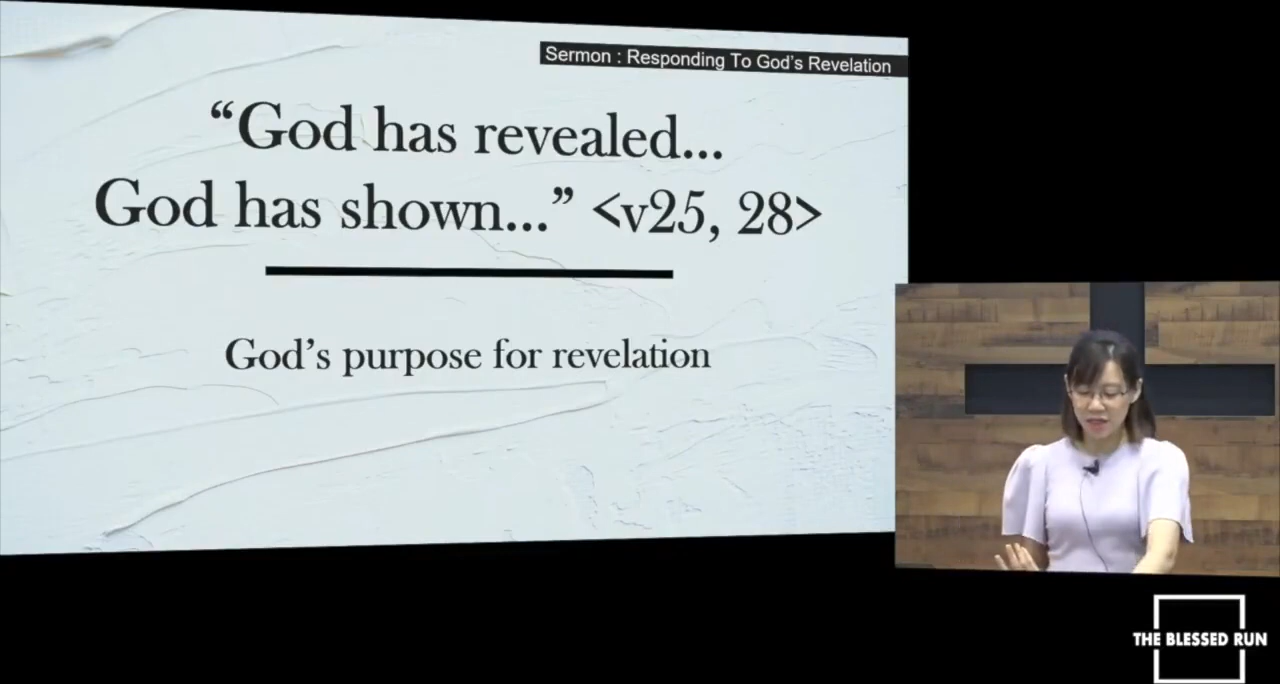 Sermon : Responding To God's Revelation
“God has revealed...
God has shown...” <v25, 28>
God’s purpose for revelation
THE BLESSED RUN